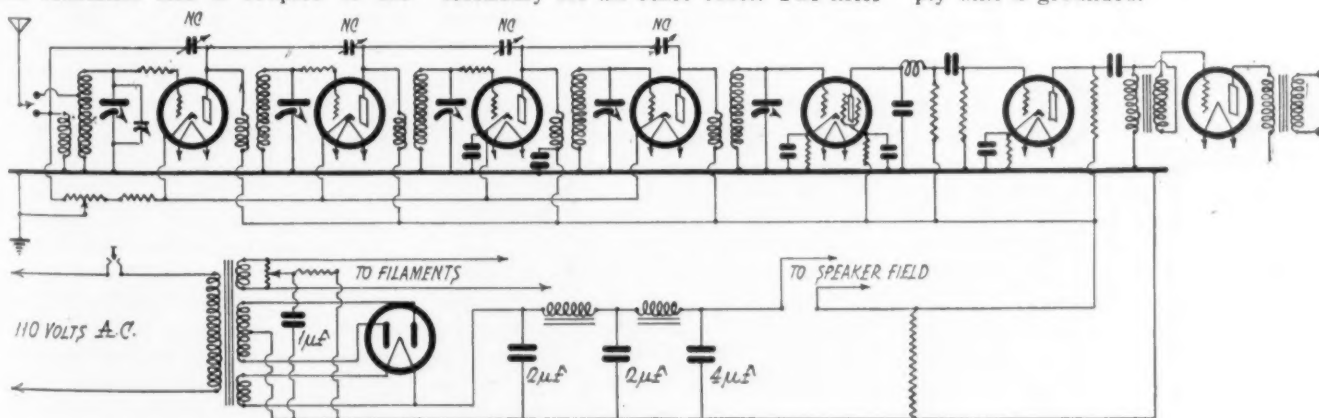 NC NC NC NC
TO FILAMENTS
TO SPEAKER FIELD
110 VOLTS A.C.
1µF
2µF
2µF
4µF